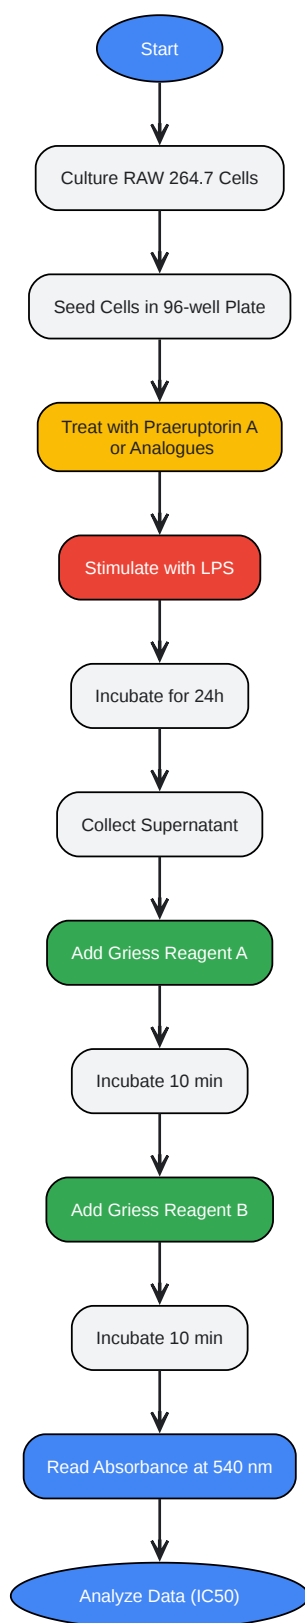 Start
Culture RAW 264.7 Cells
Seed Cells in 96-well Plate
Treat with Praeruptorin A
or Analogues
Stimulate with LPS
Incubate for 24h
Collect Supernatant
Add Griess Reagent A
Incubate 10 min
Add Griess Reagent B
Incubate 10 min
Read Absorbance at 540 nm
Analyze Data (IC50)